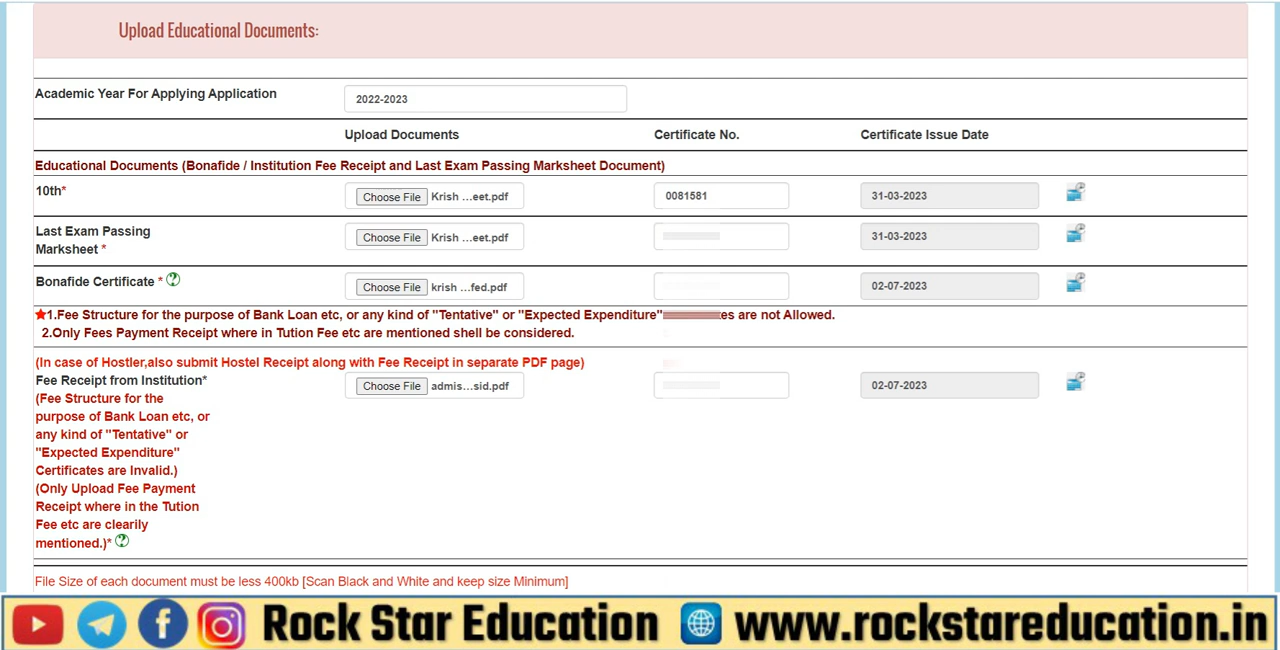 Upload Educational Documents:
Academic Year For Applying Application
2022-2023
Upload Documents
Certificate No.
Certificate Issue Date
Educational Documents (Bonafide / Institution Fee Receipt and Last Exam Passing Marksheet Document)
10th*
Choose File Krish ...eet.pdf
0081581
31-03-2023
Last Exam Passing
Marksheet *
Choose File Krish ...eet.pdf
31-03-2023
Bonafide Certificate *
Choose File krish ...fed.pdf
02-07-2023
1.Fee Structure for the purpose of Bank Loan etc, or any kind of "Tentative" or "Expected Expenditure" es are not Allowed.
2.Only Fees Payment Receipt where in Tution Fee etc are mentioned shell be considered.
(In case of Hostler,also submit Hostel Receipt along with Fee Receipt in separate PDF page)
Fee Receipt from Institution*
Choose File admis...sid.pdf
02-07-2023
(Fee Structure for the
purpose of Bank Loan etc, or
any kind of "Tentative" or
"Expected Expenditure"
Certificates are Invalid.)
(Only Upload Fee Payment
Receipt where in the Tution
Fee etc are clearily
mentioned.)*
File Size of each document must be less 400kb [Scan Black and White and keep size Minimum]
Rock Star Education
www.rockstareducation.in